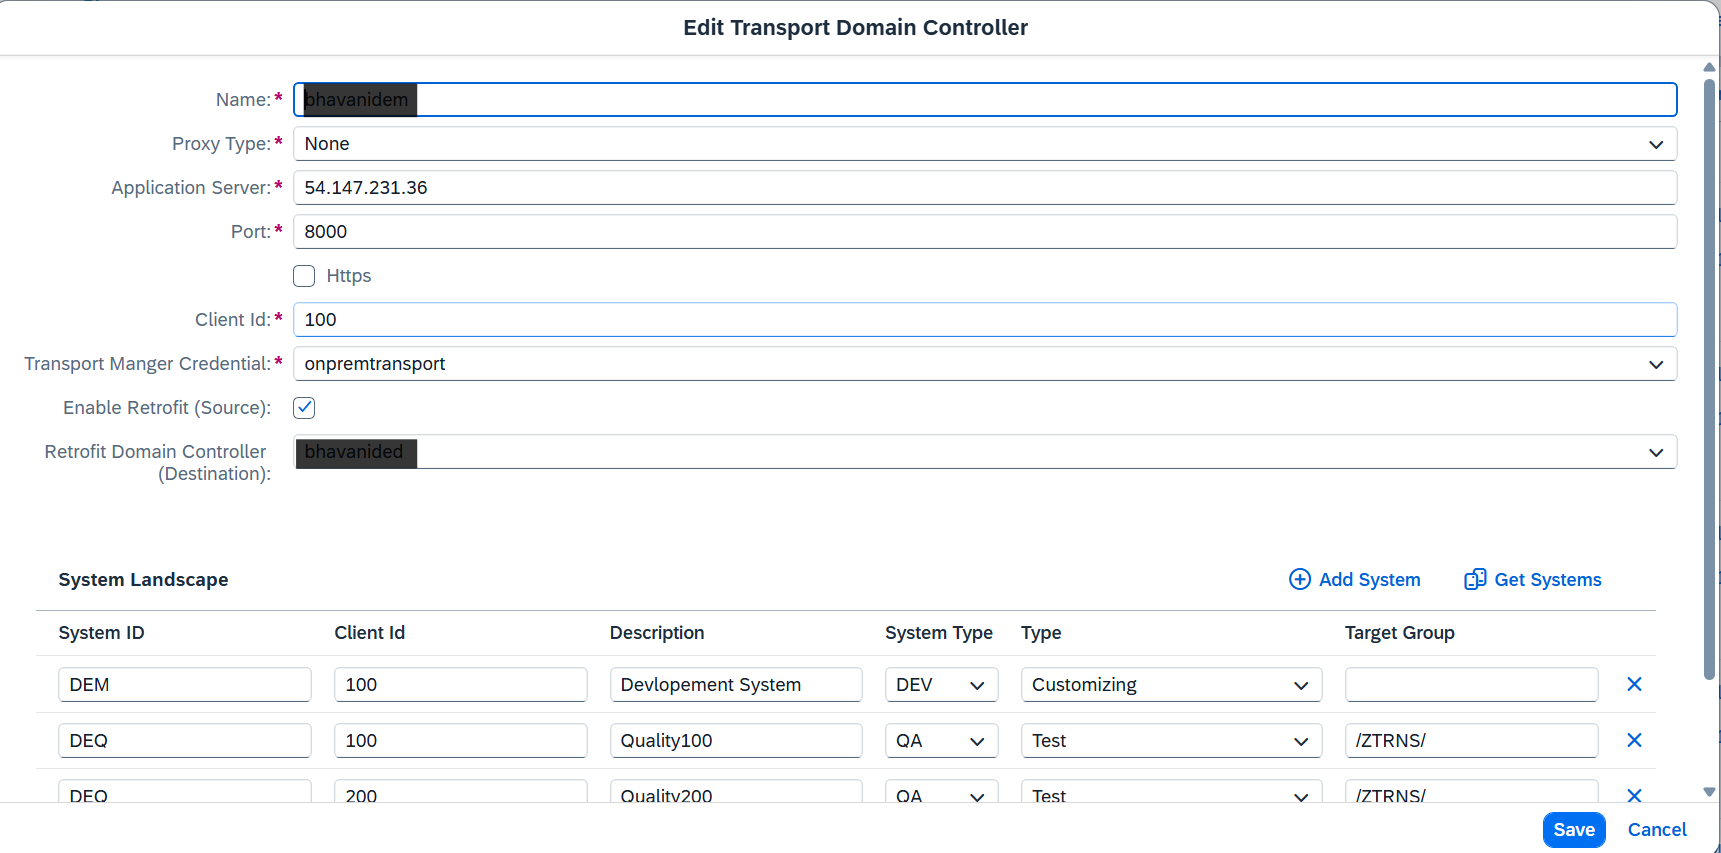 Edit Transport Domain Controller
Name:* bhavanidem
Proxy Type:* None
Application Server:* 54.147.231.36
Port:* 8000
Https
Client Id:* 100
Transport Manger Credential:* onpremtransport
Enable Retrofit (Source):
Retrofit Domain Controller (Destination): bhavanided
System Landscape
Add System
Get Systems
System ID Client Id Description System Type Type Target Group
DEM 100 Devlopement System DEV Customizing
DEQ 100 Quality100 QA Test /ZTRNS/
DEQ 200 Quality200 QA Test /ZTRNS/
Save Cancel